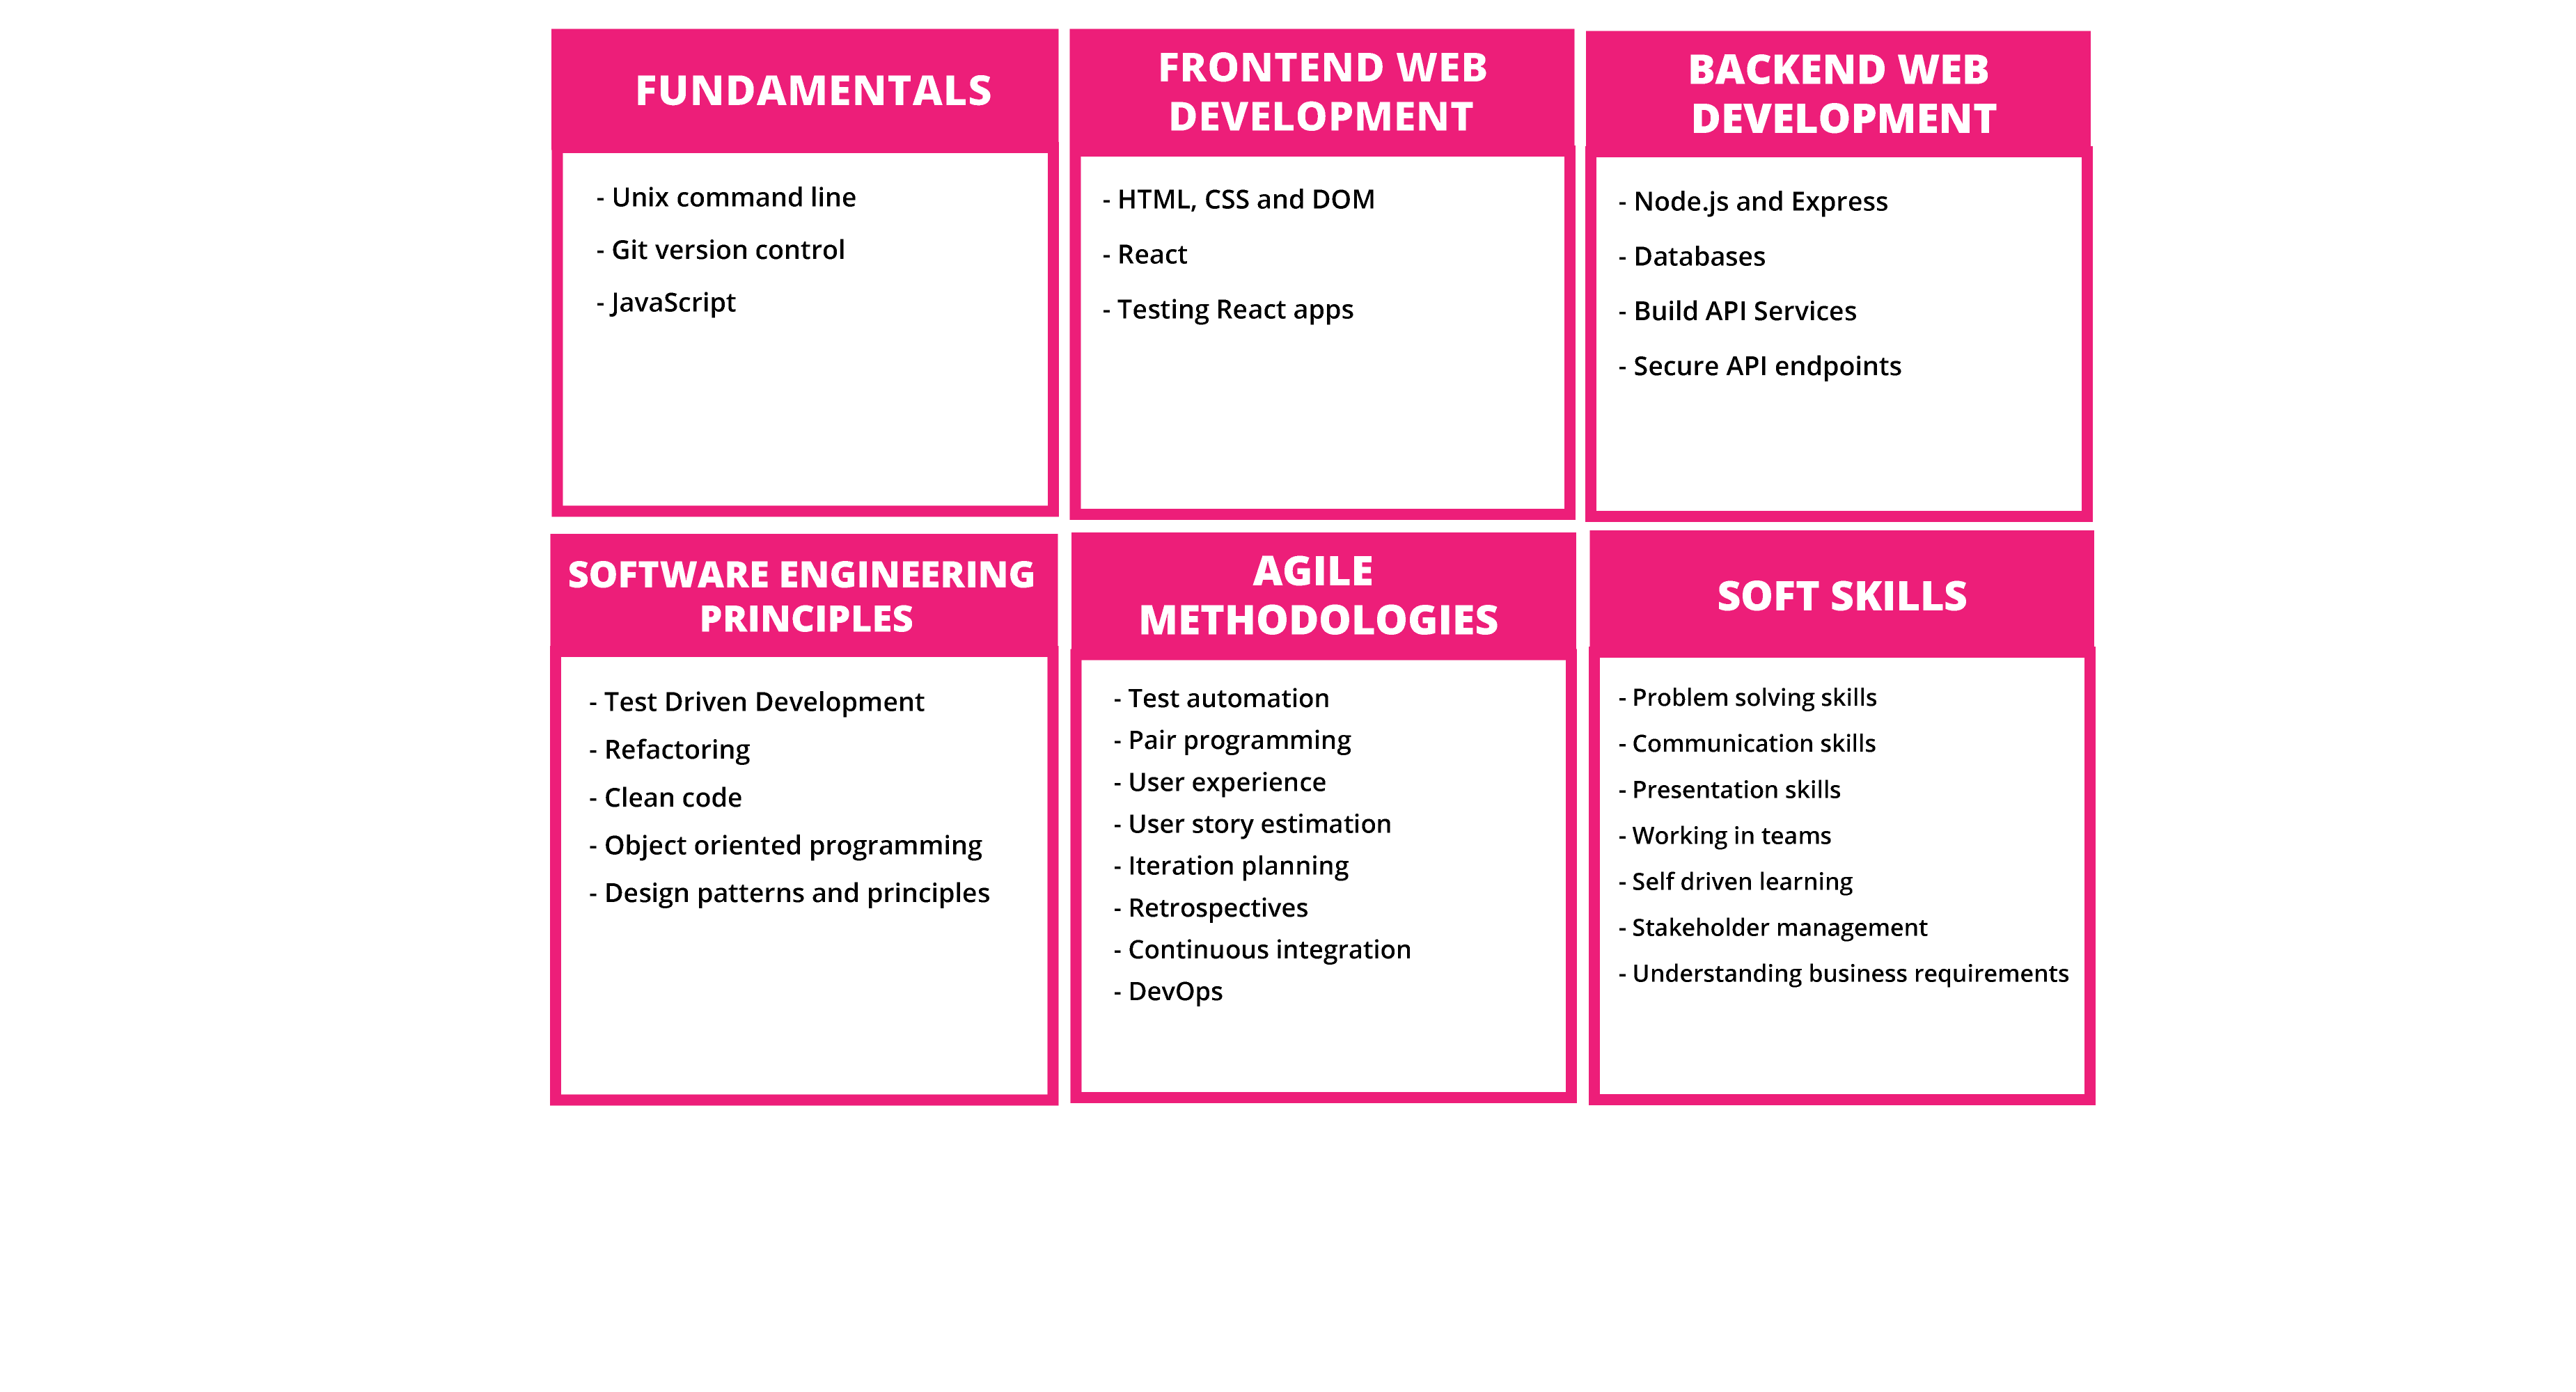 FUNDAMENTALS
- Unix command line
- Git version control
- JavaScript
FRONTEND WEB
DEVELOPMENT
- HTML, CSS and DOM
- React
- Testing React apps
BACKEND WEB
DEVELOPMENT
- Node.js and Express
- Databases
- Build API Services
- Secure API endpoints
SOFTWARE ENGINEERING
PRINCIPLES
- Test Driven Development
- Refactoring
- Clean code
- Object oriented programming
- Design patterns and principles
AGILE
METHODOLOGIES
- Test automation
- Pair programming
- User experience
- User story estimation
- Iteration planning
- Retrospectives
- Continuous integration
- DevOps
SOFT SKILLS
- Problem solving skills
- Communication skills
- Presentation skills
- Working in teams
- Self driven learning
- Stakeholder management
- Understanding business requirements